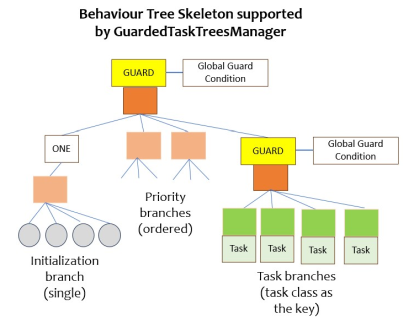 Behaviour Tree Skeleton supported
by GuardedTaskTreesManager
GUARD
Global Guard
Condition
ONE
GUARD
Global Guard
Condition
Priority
branches
(ordered)
Task
Task
Task
Task
Initialization
branch
(single)
Task branches
(task class as
the key)